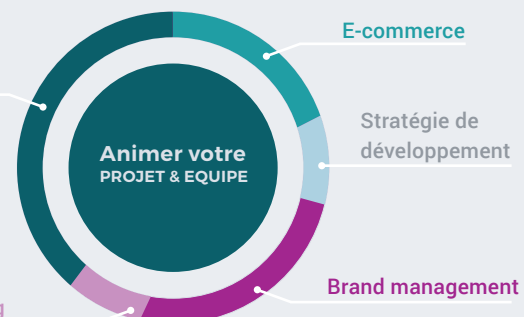 E-commerce
Stratégie de
développement
Animer votre
PROJET & EQUIPE
Brand management